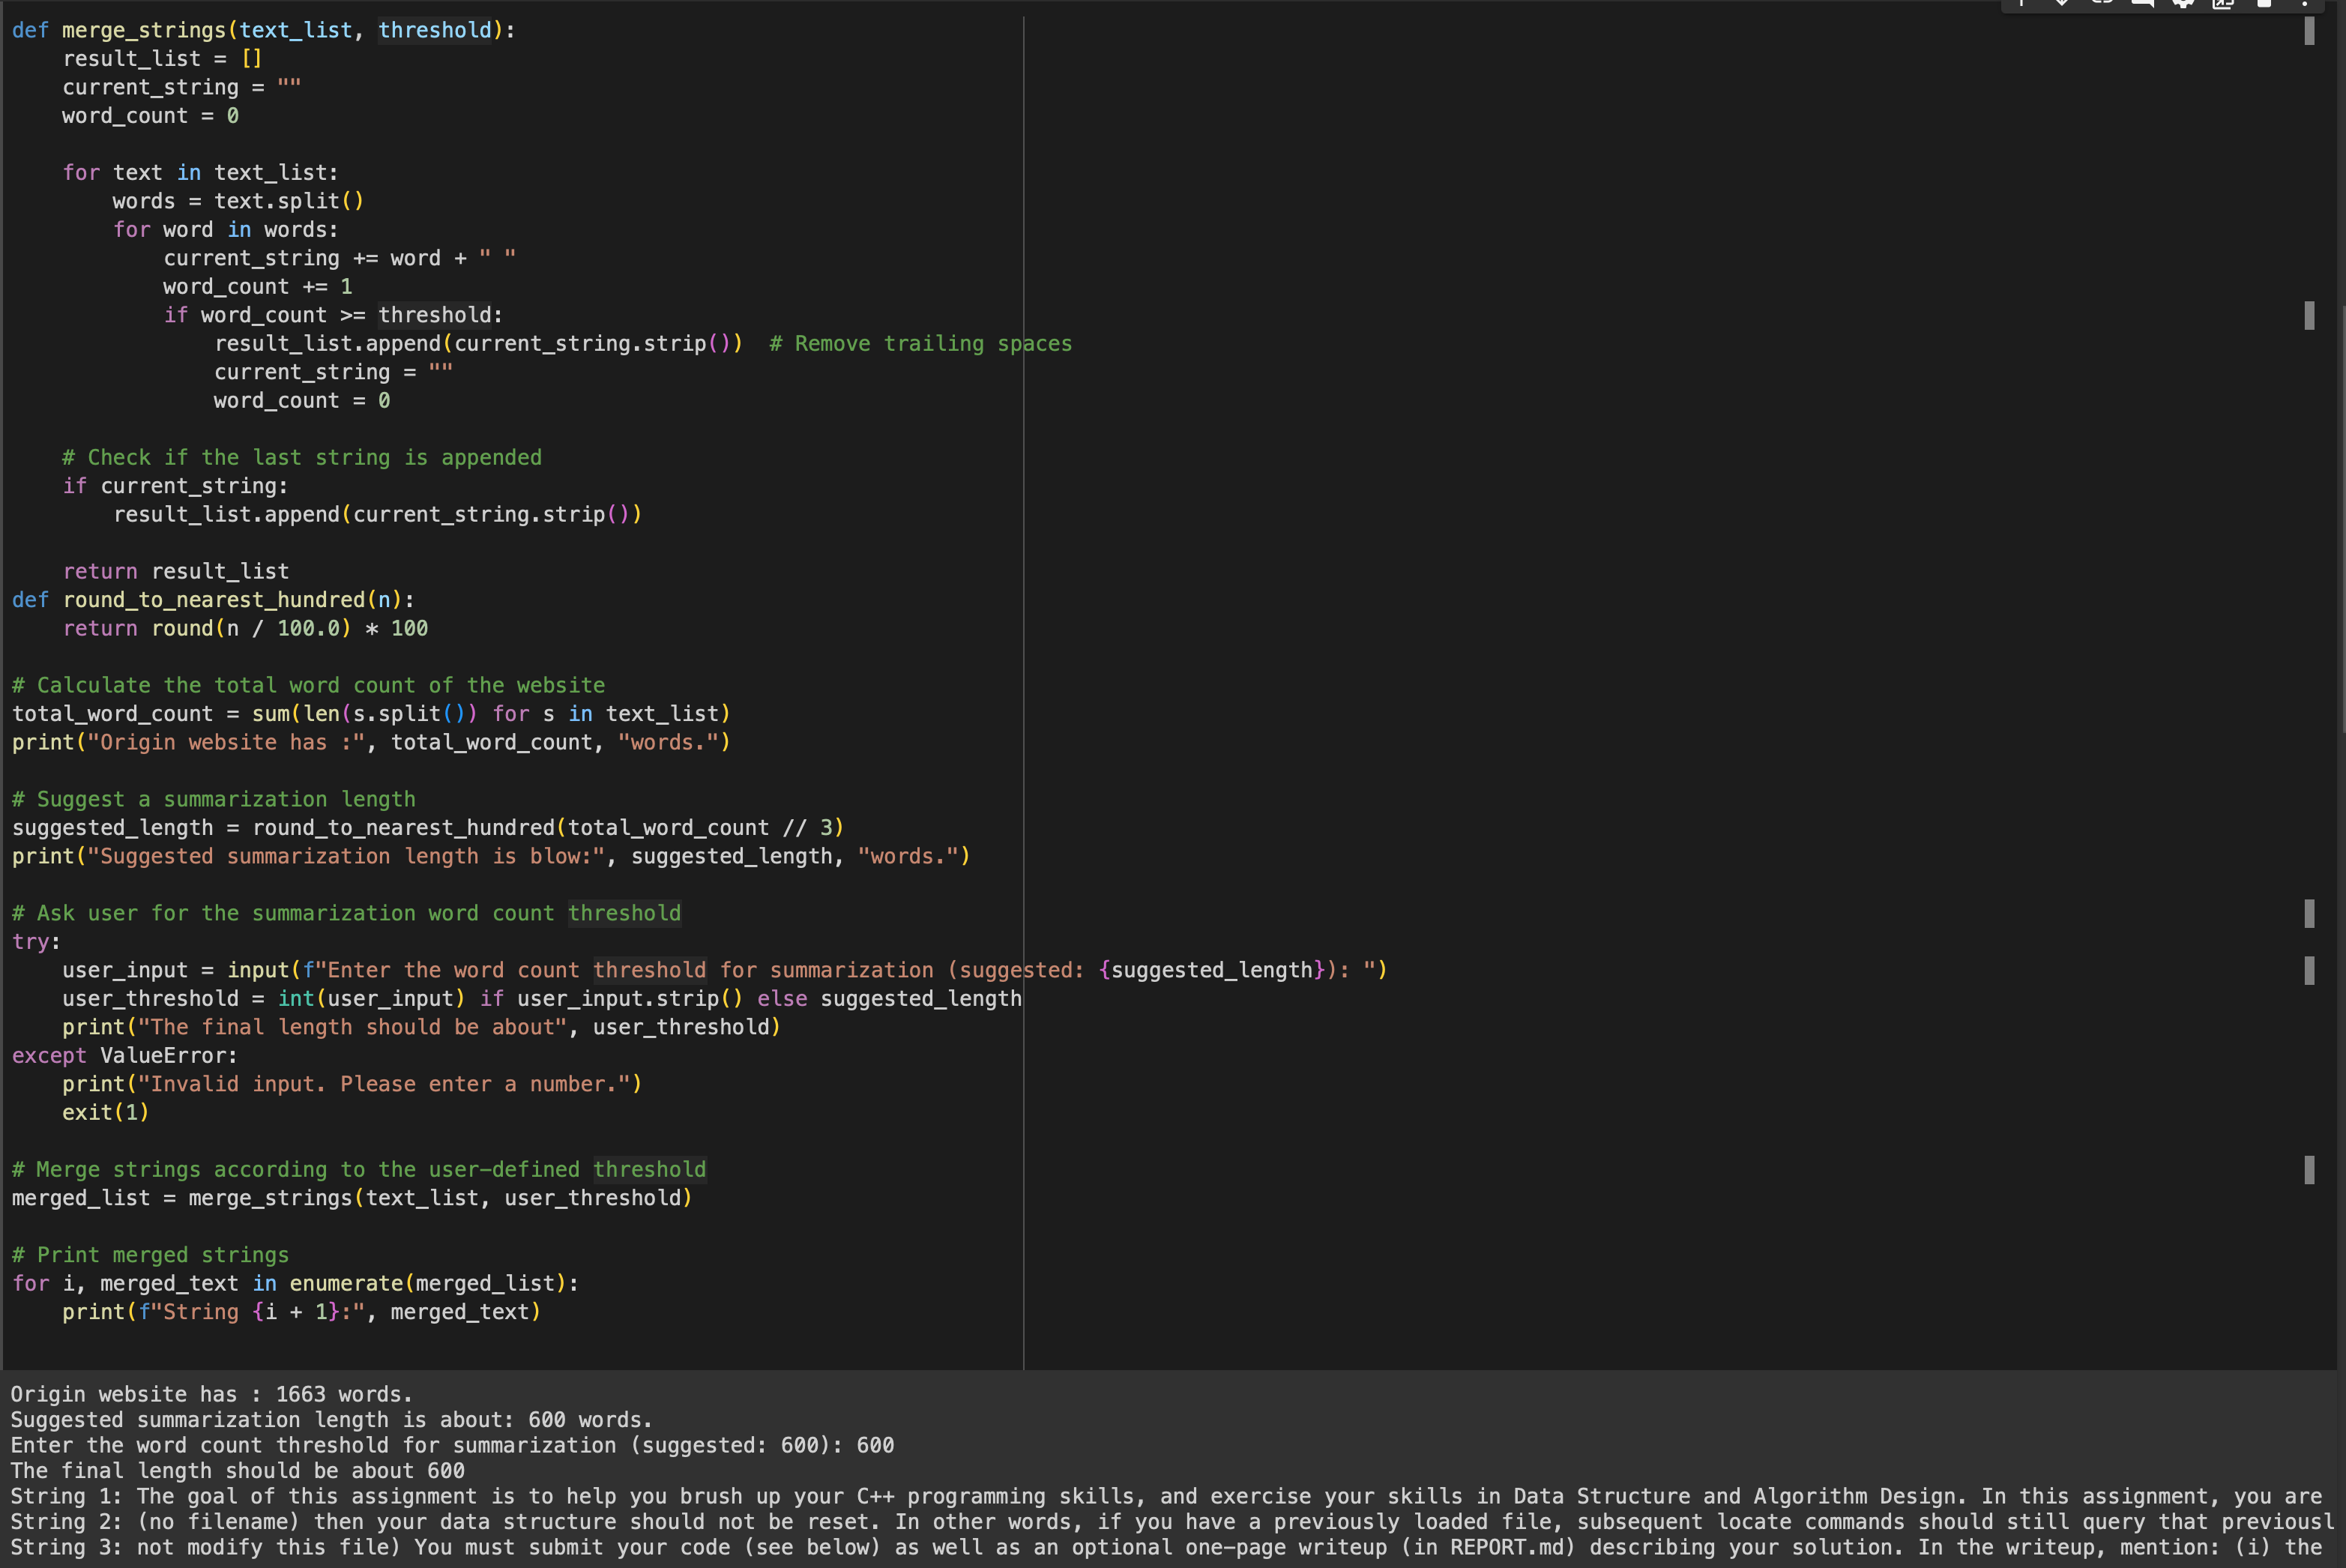 def merge_strings(text_list, threshold):
    result_list = []
    current_string = ""
    word_count = 0

    for text in text_list:
        words = text.split()
        for word in words:
            current_string += word + " "
            word_count += 1
            if word_count >= threshold:
                result_list.append(current_string.strip())  # Remove trailing spaces
                current_string = ""
                word_count = 0

    # Check if the last string is appended
    if current_string:
        result_list.append(current_string.strip())

    return result_list
def round_to_nearest_hundred(n):
    return round(n / 100.0) * 100

# Calculate the total word count of the website
total_word_count = sum(len(s.split()) for s in text_list)
print("Origin website has :", total_word_count, "words.")

# Suggest a summarization length
suggested_length = round_to_nearest_hundred(total_word_count // 3)
print("Suggested summarization length is blow:", suggested_length, "words.")

# Ask user for the summarization word count threshold
try:
    user_input = input(f"Enter the word count threshold for summarization (suggested: {suggested_length}): ")
    user_threshold = int(user_input) if user_input.strip() else suggested_length
    print("The final length should be about", user_threshold)
except ValueError:
    print("Invalid input. Please enter a number.")
    exit(1)

# Merge strings according to the user-defined threshold
merged_list = merge_strings(text_list, user_threshold)

# Print merged strings
for i, merged_text in enumerate(merged_list):
    print(f"String {i + 1}:", merged_text)

Origin website has : 1663 words.
Suggested summarization length is about: 600 words.
Enter the word count threshold for summarization (suggested: 600): 600
The final length should be about 600
String 1: The goal of this assignment is to help you brush up your C++ programming skills, and exercise your skills in Data Structure and Algorithm Design. In this assignment, you are
String 2: (no filename) then your data structure should not be reset. In other words, if you have a previously loaded file, subsequent locate commands should still query that previousl
String 3: not modify this file) You must submit your code (see below) as well as an optional one-page writeup (in REPORT.md) describing your solution. In the writeup, mention: (i) the